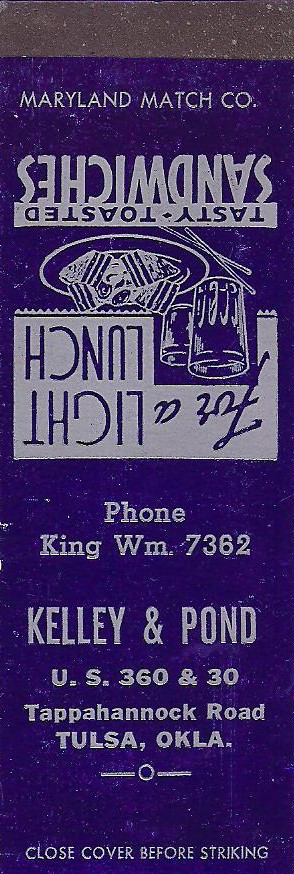 MARYLAND MATCH CO.
For a
LIGHT
LUNCH
TASTY-TOASTED
SANDWICHES
Phone
King Wm. 7362
KELLEY & POND
U. S. 360 & 30
Tappahannock Road
TULSA, OKLA.
CLOSE COVER BEFORE STRIKING